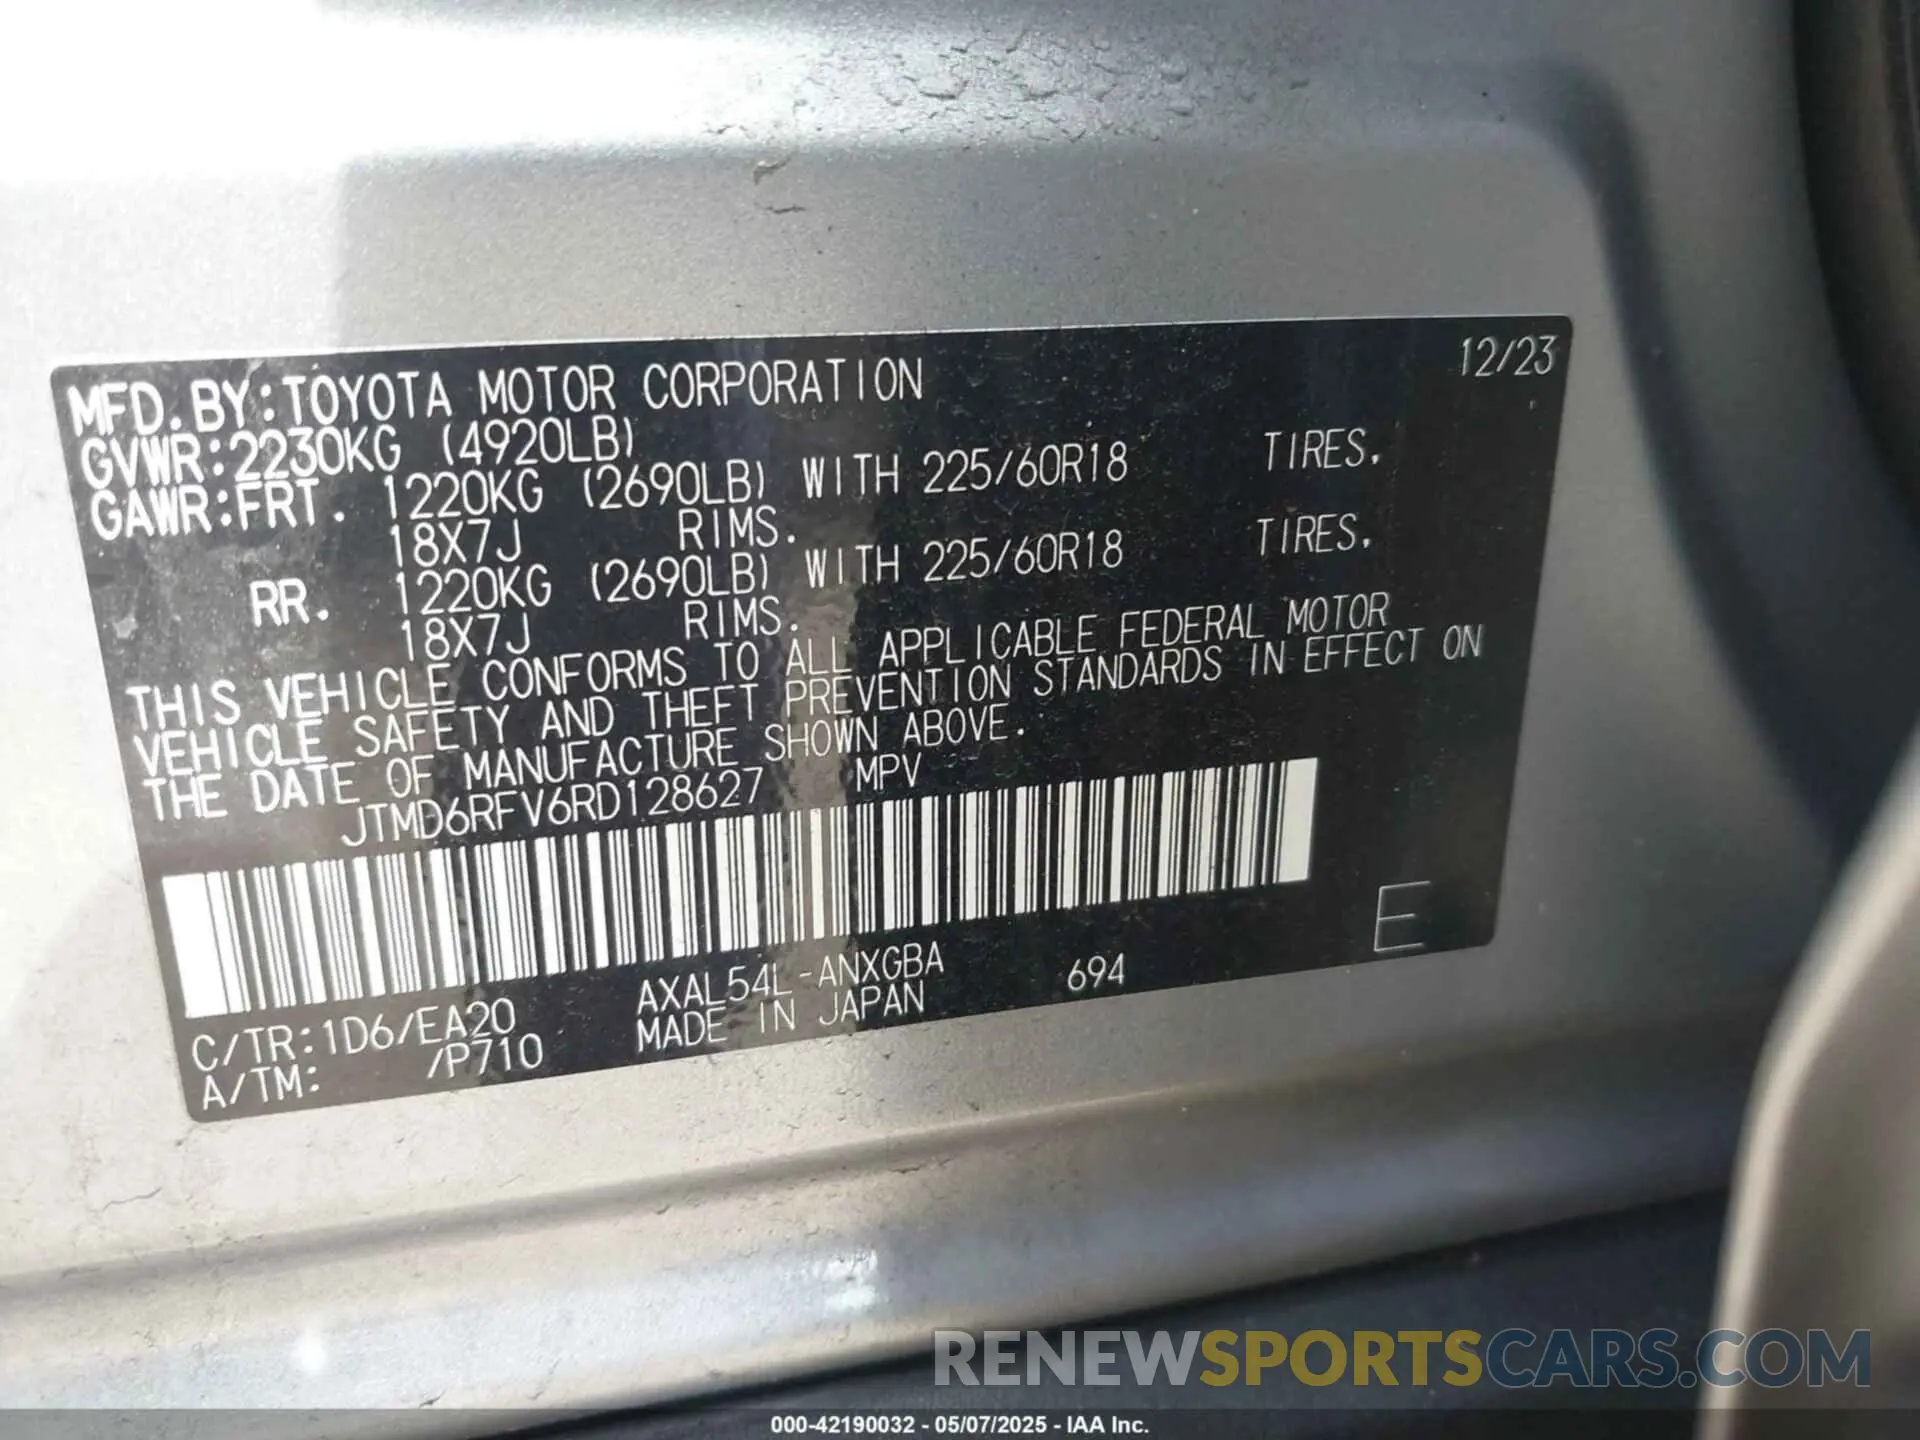 12/23
MFD.BY:TOYOTA MOTOR CORPORATION
GVWR:2230KG (4920LB)
GAWR:FRT. 1220KG (2690LB) WITH 225/60R18 TIRES.
18X7J RIMS.
RR. 1220KG (2690LB) WITH 225/60R18 TIRES.
18X7J RIMS.
THIS VEHICLE CONFORMS TO ALL APPLICABLE FEDERAL MOTOR
VEHICLE SAFETY AND THEFT PREVENTION STANDARDS IN EFFECT ON
THE DATE OF MANUFACTURE SHOWN ABOVE.
JTMD6RFV6RD128627 MPV
E
AXAL54L-ANXGBA 694
C/TR:1D6/EA20 MADE IN JAPAN
A/TM: /P710
RENEWSPORTSCARS.COM
000-42190032 - 05/07/2025 - IAA Inc.